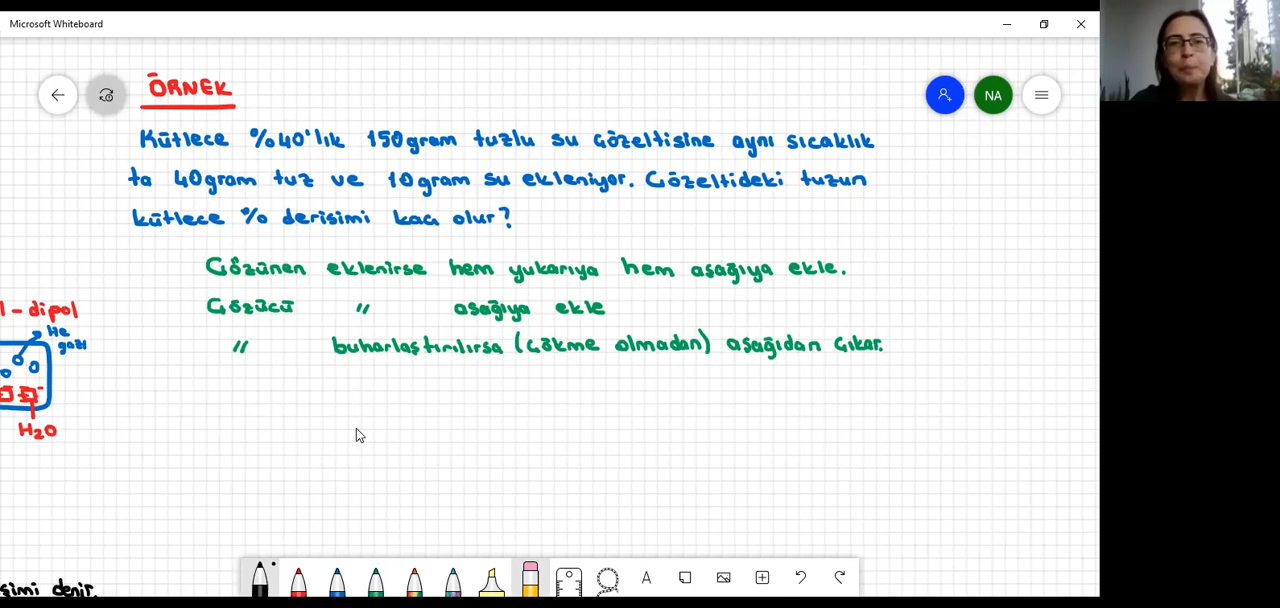 Microsoft Whiteboard
ÖRNEK
NA
Kütlece %40'lık 150gram tuzlu su çözeltisine aynı sıcaklık
ta 40gram tuz ve 10gram su ekleniyor. Çözeltideki tuzun
kütlece % derişimi kaç olur?
Çözünen eklenirse hem yukarıya hem aşağıya ekle.
Çözücü " aşağıya ekle
" buharlaştırılırsa (çökme olmadan) aşağıdan çıkar.
l-dipol
He
gazı
H2O
şimi denir.
A